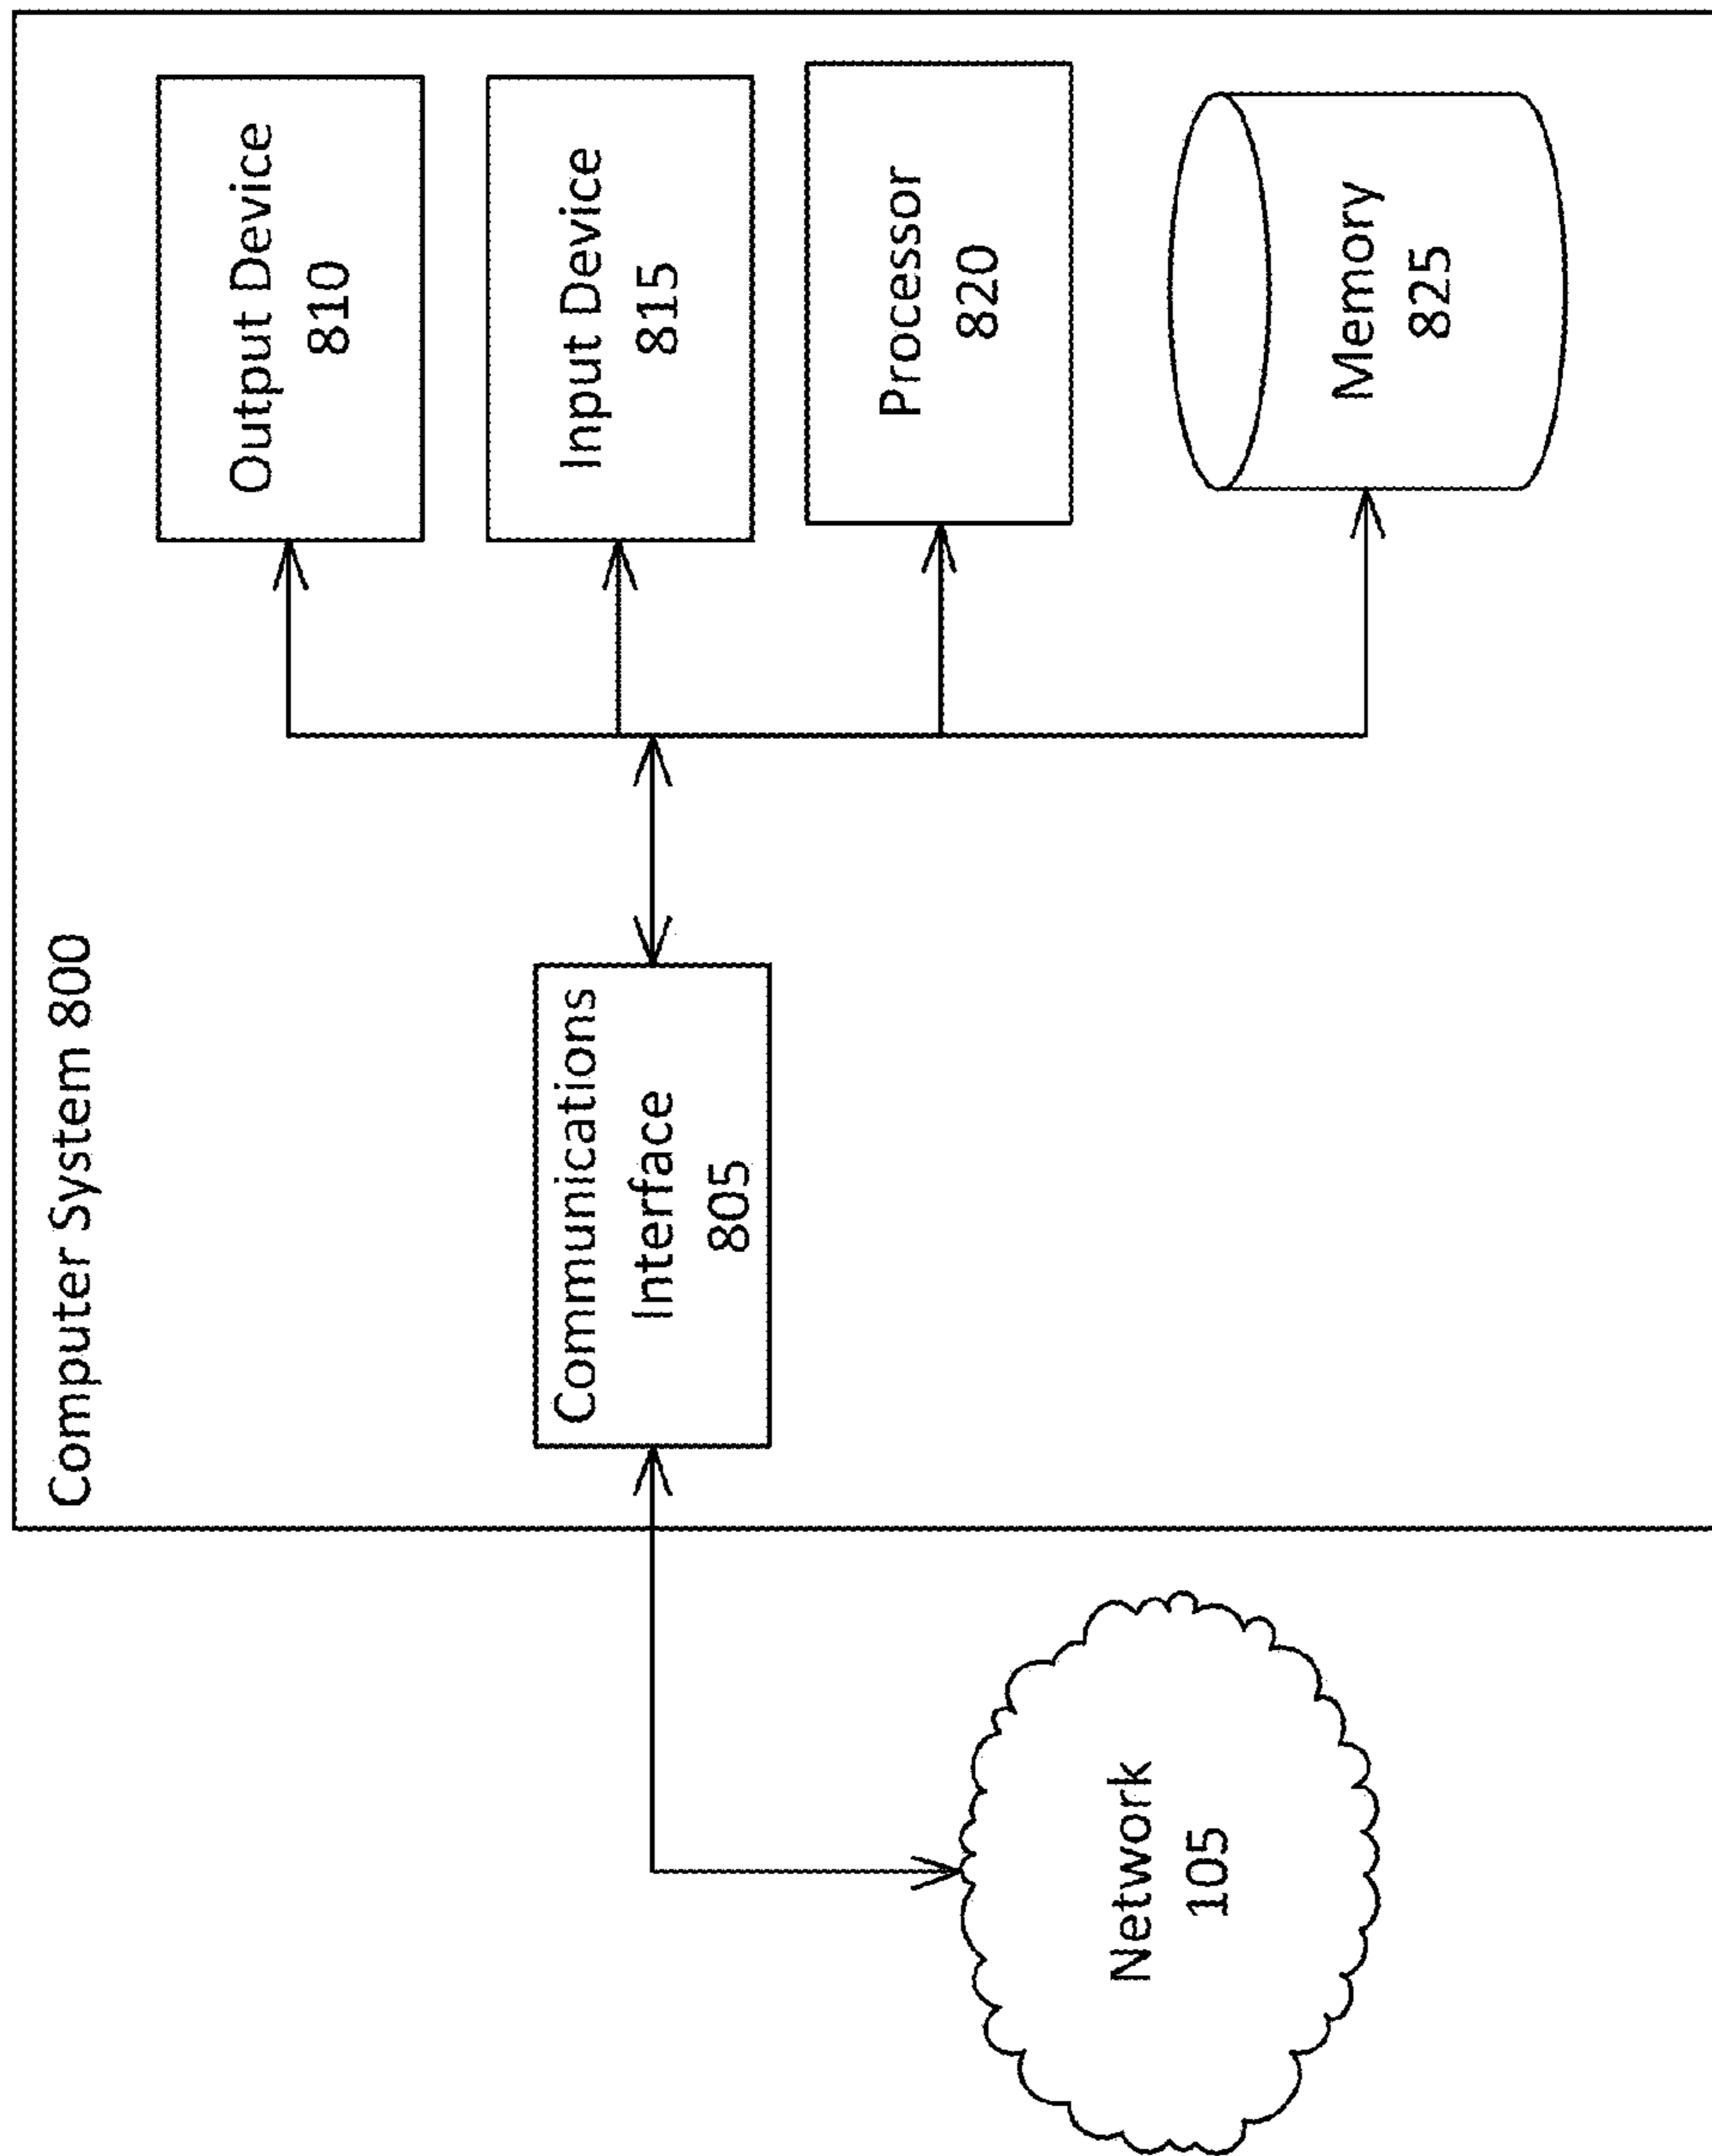 Computer System 800
Output Device
810
Input Device
815
Communications
Interface
805
Processor
820
Memory
825
Network
105